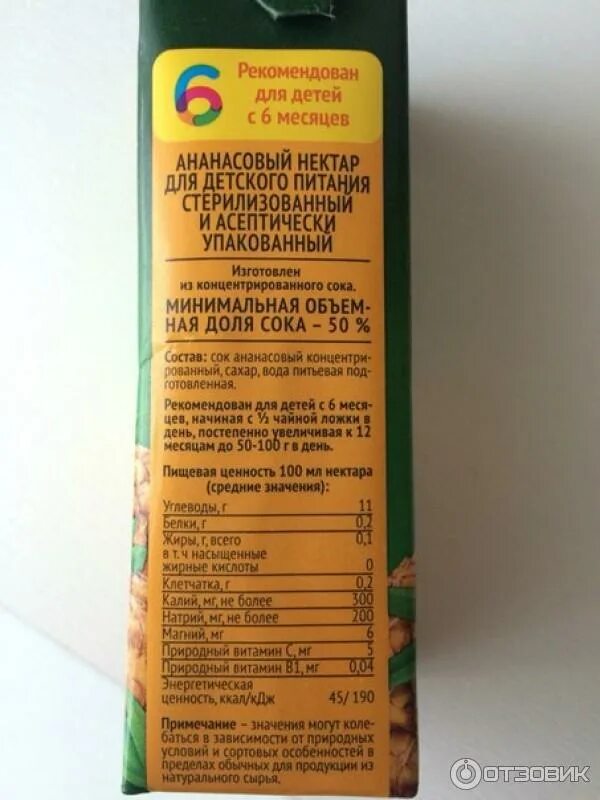 6
Рекомендован
для детей
с 6 месяцев
АНАНАСОВЫЙ НЕКТАР
ДЛЯ ДЕТСКОГО ПИТАНИЯ
СТЕРИЛИЗОВАННЫЙ
И АСЕПТИЧЕСКИ
УПАКОВАННЫЙ
Изготовлен
из концентрированного сока.
МИНИМАЛЬНАЯ ОБЪЕМ-
НАЯ ДОЛЯ СОКА – 50 %
Состав: сок ананасовый концентри-
рованный, сахар, вода питьевая под-
готовленная.
Рекомендован для детей с 6 меся-
цев, начиная с ½ чайной ложки в
день, постепенно увеличивая к 12
месяцам до 50-100 г в день.
Пищевая ценность 100 мл нектара
(средние значения):
Углеводы, г 11
Белки, г 0,2
Жиры, г, всего 0,1
в т. ч насыщенные
жирные кислоты 0
Клетчатка, г 0,2
Калий, мг, не более 300
Натрий, мг, не более 200
Магний, мг 6
Природный витамин С, мг 5
Природный витамин В1, мг 0,04
Энергетическая
ценность, ккал/кДж 45/ 190
Примечание – значения могут колеб-
баться в зависимости от природных
условий и сортовых особенностей в
пределах обычных для продукции из
натурального сырья.
ОТЗОВИК